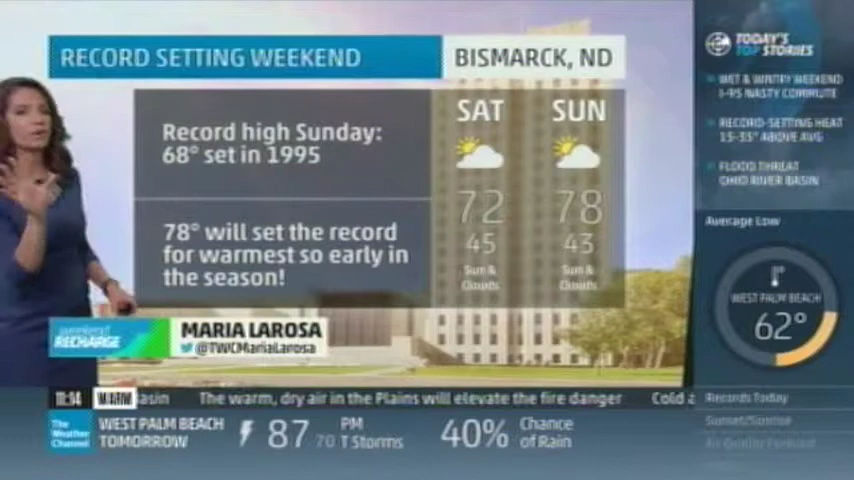 RECORD SETTING WEEKEND
BISMARCK, ND
Record high Sunday:
68° set in 1995
78° will set the record
for warmest so early in
the season!
SAT
72
45
Sun &
Clouds
SUN
78
43
Sun &
Clouds
weekend
RECHARGE
MARIA LAROSA
@TWCMariaLarosa
TODAY'S
TOP STORIES
WET & WINTRY WEEKEND
I-95 NASTY COMMUTE
RECORD-SETTING HEAT
15-35° ABOVE AVG
FLOOD THREAT
OHIO RIVER BASIN
Average Low
WEST PALM BEACH
62°
Records Today
Sunset/Sunrise
Air Quality Forecast
11:34
asin The warm, dry air in the Plains will elevate the fire danger Cold a
The
Weather
Channel
WEST PALM BEACH
TOMORROW
87 70
PM
T Storms
40%
Chance
of Rain